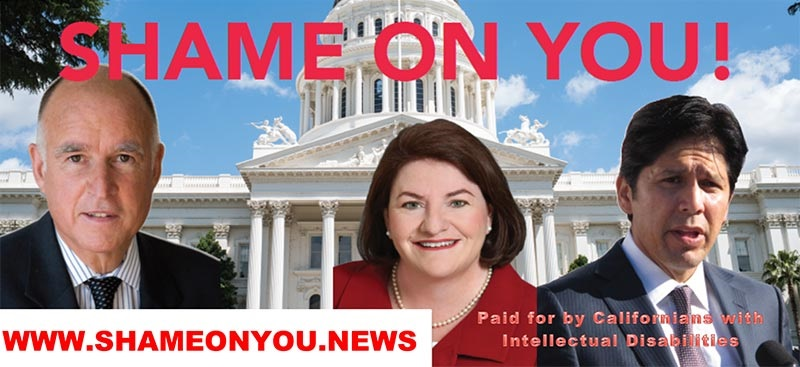 SHAME ON YOU!
WWW.SHAMEONYOU.NEWS
Paid for by Californians with
Intellectual Disabilities